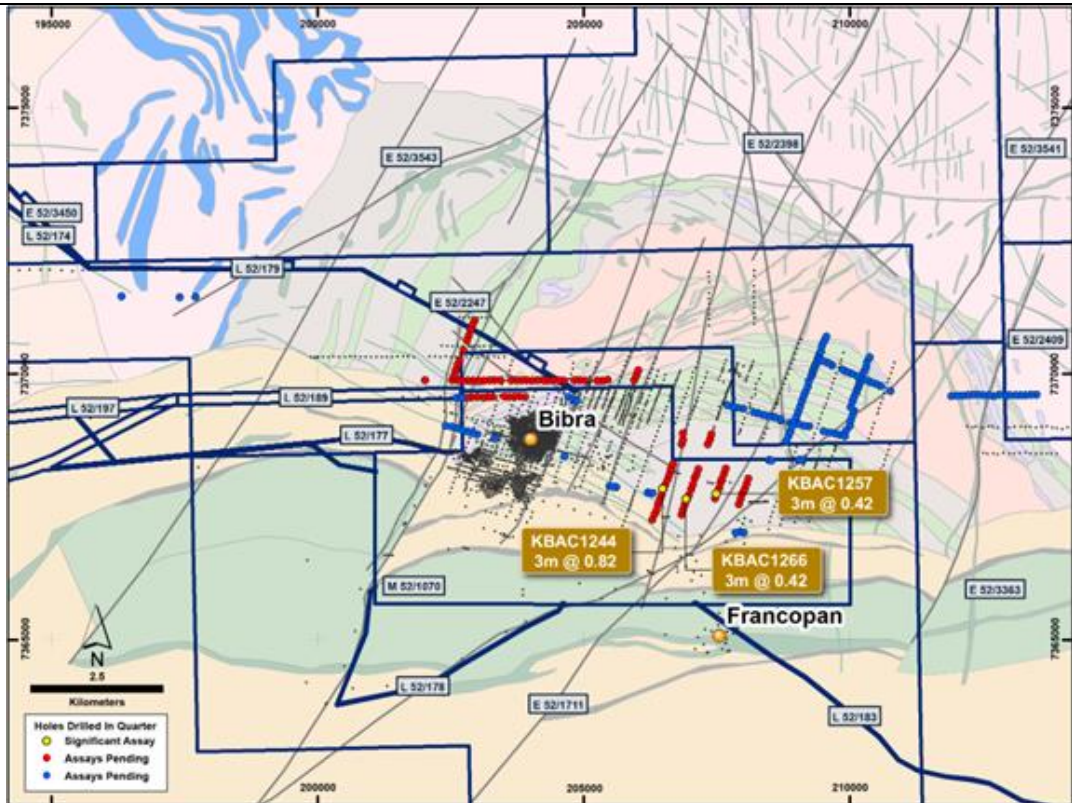 195000
200000
205000
210000
7375000
7375000
E 52/3543
E 52/2398
E 52/3541
E 52/3450
L 52/174
L 52/179
E 52/2247
E 52/2409
7370000
7370000
L 52/197
L 52/189
L 52/177
Bibra
KBAC1257
3m @ 0.42
KBAC1244
3m @ 0.82
KBAC1266
3m @ 0.42
M 52/1070
E 52/3363
Francopan
7365000
7365000
N
2.5
Kilometers
L 52/178
E 52/1711
L 52/183
Holes Drilled In Quarter
Significant Assay
Assays Pending
Assays Pending
200000
205000
210000